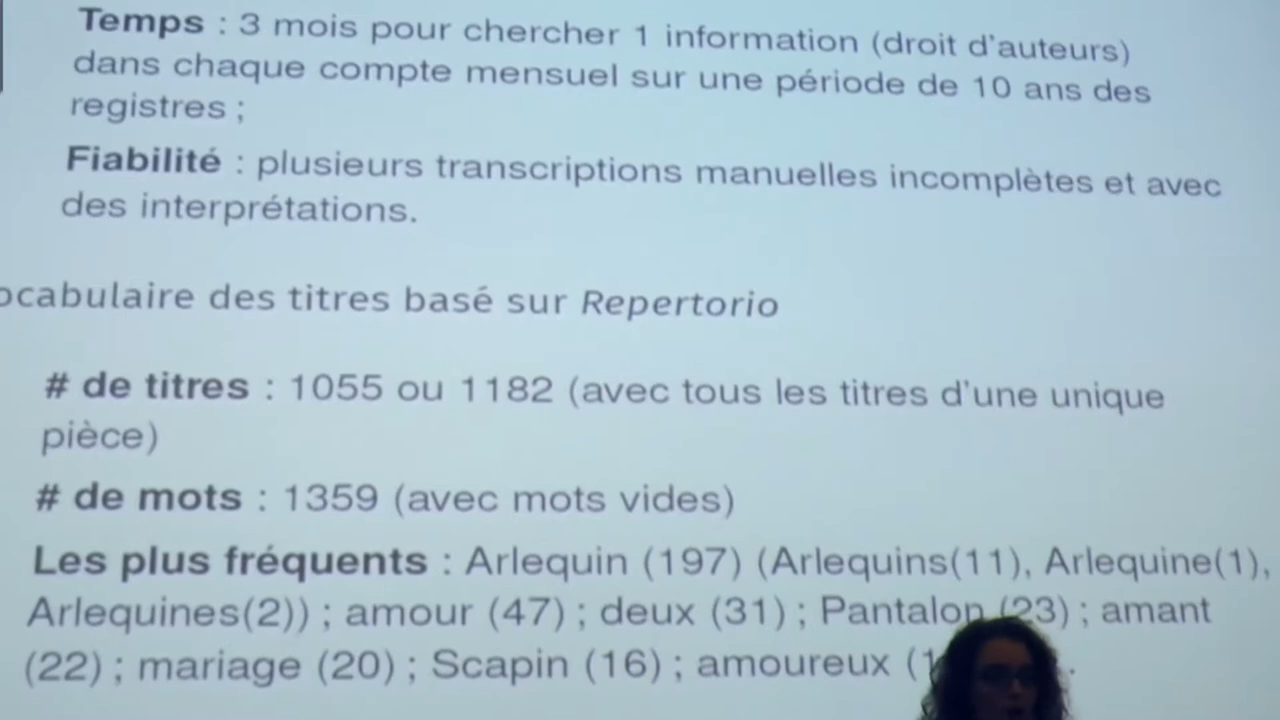 Temps : 3 mois pour chercher 1 information (droit d'auteurs)
dans chaque compte mensuel sur une période de 10 ans des
registres ;
Fiabilité : plusieurs transcriptions manuelles incomplètes et avec
des interprétations.
ocabulaire des titres basé sur Repertorio
# de titres : 1055 ou 1182 (avec tous les titres d'une unique
pièce)
# de mots : 1359 (avec mots vides)
Les plus fréquents : Arlequin (197) (Arlequins(11), Arlequine(1),
Arlequines(2)) ; amour (47) ; deux (31) ; Pantalon (23) ; amant
(22) ; mariage (20) ; Scapin (16) ; amoureux